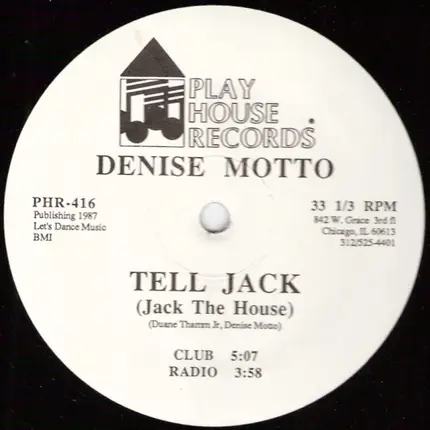 PLAY
HOUSE
RECORDS
DENISE MOTTO
PHR-416
Publishing 1987
Let's Dance Music
BMI
33 1/3 RPM
842 W. Grace 3rd fl
Chicago, IL 60613
312/525-4401
TELL JACK
(Jack The House)
(Duane Thamm Jr, Denise Motto)
CLUB 5:07
RADIO 3:58